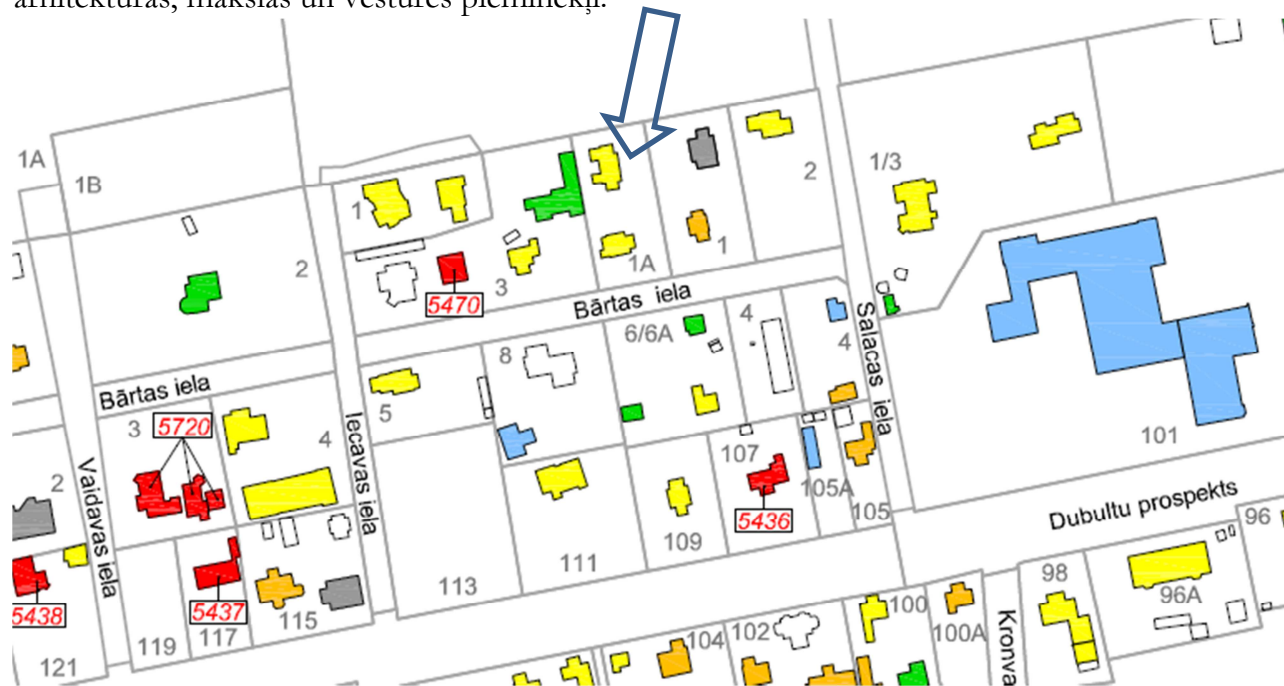 arhitektūras, mākslas un vēstures pieminekļi.
1A
1B
1
2
1/3
2
3
1A
1
5470
Bārtas iela
6/6A
4
4
Salacas iela
8
5
101
Bārtas iela
3
5720
4
Iecavas iela
2
Vaidavas iela
107
105A
105
5436
109
111
113
Dubultu prospekts
96
5438
5437
115
117
119
121
98
96A
100
100A
102
104
Kronva